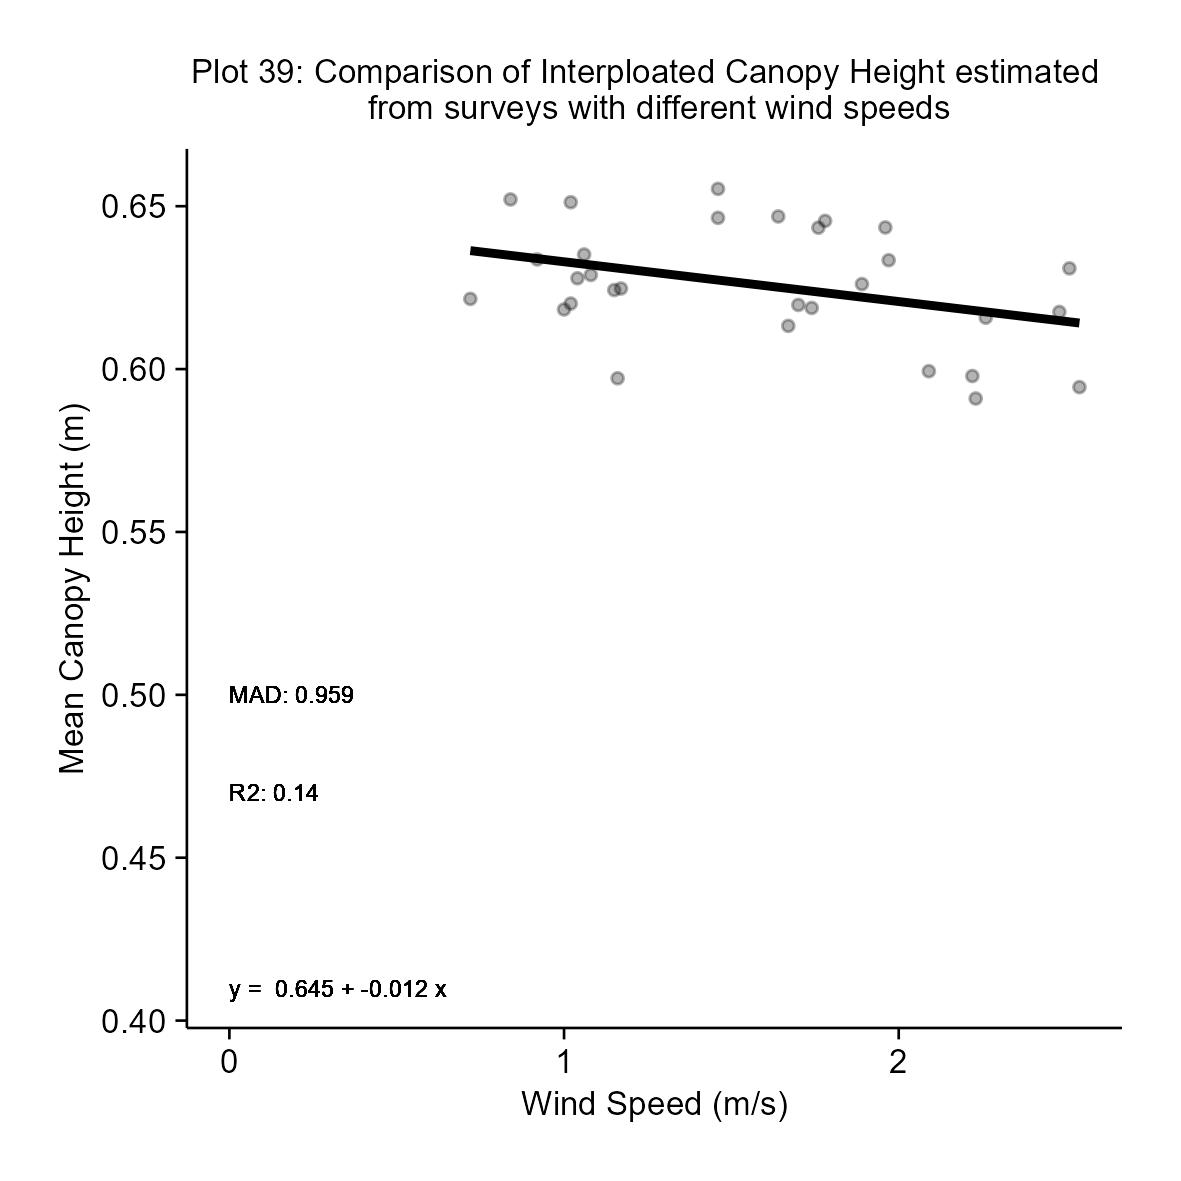 Plot 39: Comparison of Interploated Canopy Height estimated
from surveys with different wind speeds
Mean Canopy Height (m)
0.65
0.60
0.55
0.50
0.45
0.40
MAD: 0.959
R2: 0.14
y =  0.645 + -0.012 x
0 1 2
Wind Speed (m/s)